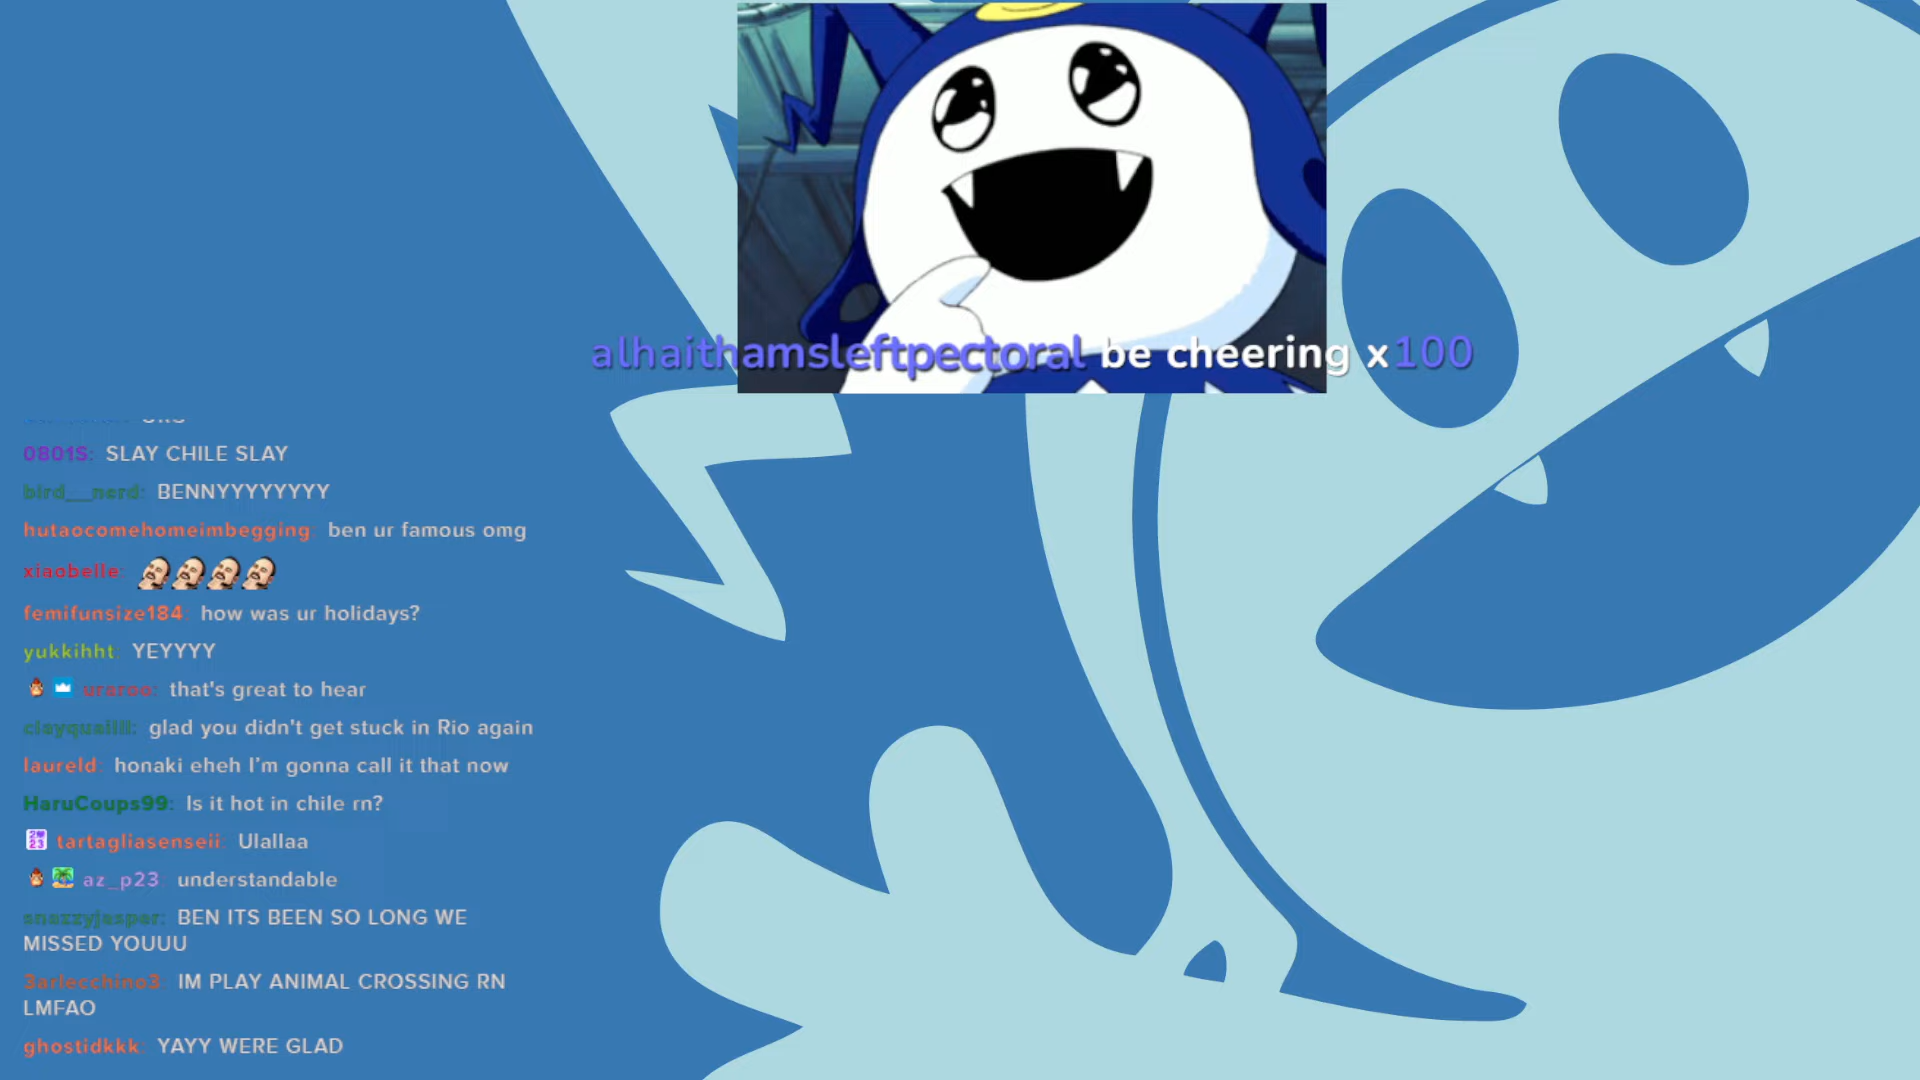 alhaithamsleftpectoral be cheering x100
0801S: SLAY CHILE SLAY
bird__nerd: BENNYYYYYYYY
hutaocomehomeimbegging: ben ur famous omg
xiaobelle:
femifunsize184: how was ur holidays?
yukkihht: YEYYYY
uraroo: that's great to hear
clayquailll: glad you didn't get stuck in Rio again
laureld: honaki eheh I'm gonna call it that now
HaruCoups99: Is it hot in chile rn?
tartagliasenseii: Ulallaa
az_p23: understandable
snazzyjasper: BEN ITS BEEN SO LONG WE
MISSED YOUUU
3arlecchino3: IM PLAY ANIMAL CROSSING RN
LMFAO
ghostidkkk: YAYY WERE GLAD